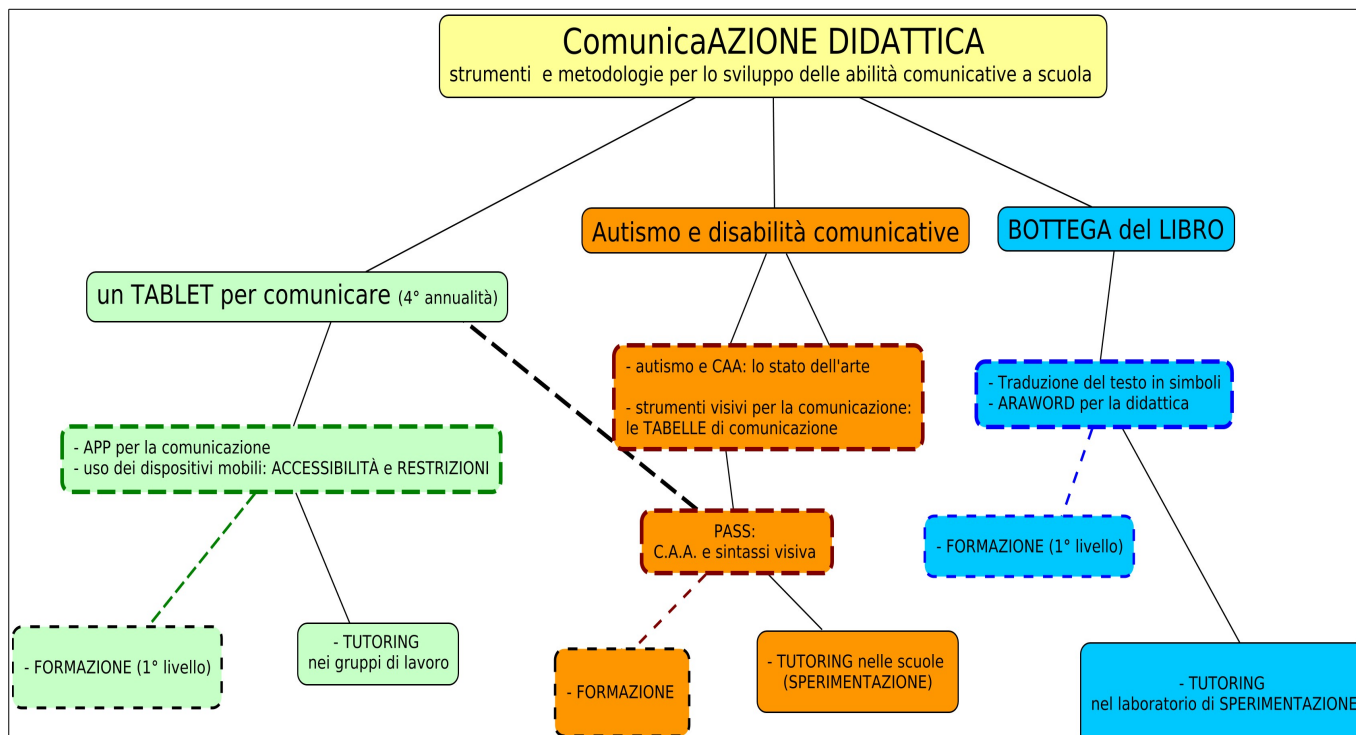 ComunicaAZIONE DIDATTICA
strumenti e metodologie per lo sviluppo delle abilità comunicative a scuola
un TABLET per comunicare (4° annualità)
Autismo e disabilità comunicative
BOTTEGA del LIBRO
- autismo e CAA: lo stato dell'arte
- strumenti visivi per la comunicazione:
le TABELLE di comunicazione
- Traduzione del testo in simboli
- ARAWORD per la didattica
- APP per la comunicazione
- uso dei dispositivi mobili: ACCESSIBILITÀ e RESTRIZIONI
PASS:
C.A.A. e sintassi visiva
- FORMAZIONE (1° livello)
- FORMAZIONE (1° livello)
- TUTORING
nei gruppi di lavoro
- FORMAZIONE
- TUTORING nelle scuole
(SPERIMENTAZIONE)
- TUTORING
nel laboratorio di SPERIMENTAZIONE